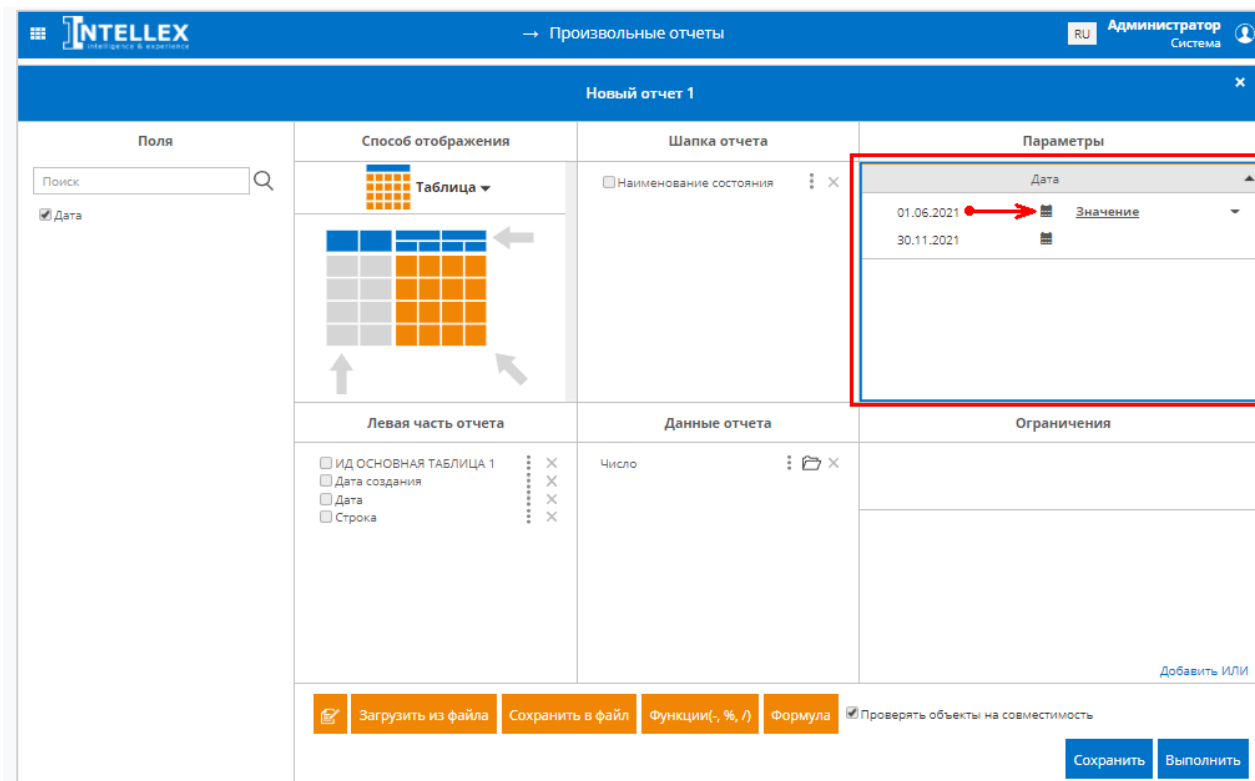 INTELLEX
intelligence & experience
→ Произвольные отчеты
RU
Администратор
Система
Новый отчет 1
Поля
Способ отображения
Шапка отчета
Параметры
Поиск
Дата
Таблица
Наименование состояния
Дата
01.06.2021
Значение
30.11.2021
Левая часть отчета
Данные отчета
Ограничения
ИД ОСНОВНАЯ ТАБЛИЦА 1
Дата создания
Дата
Строка
Число
Добавить ИЛИ
Загрузить из файла
Сохранить в файл
Функции(-, %, /)
Формула
Проверять объекты на совместимость
Сохранить
Выполнить